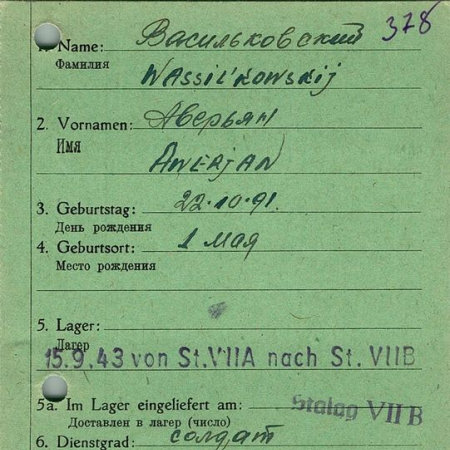 1. Name: Васильковский 378
Фамилия
WASSIL'KOWSKIJ
2. Vornamen: Аверьян
Имя
AWERJAN
3. Geburtstag: 22.10.91.
День рождения
4. Geburtsort: 1 мая
Место рождения
5. Lager:
Лагер
15.9.43 von St.VIIA nach St. VIIB
5a. Im Lager eingeliefert am: Stalag VII B
Доставлен в лагер (число)
6. Dienstgrad: солдат